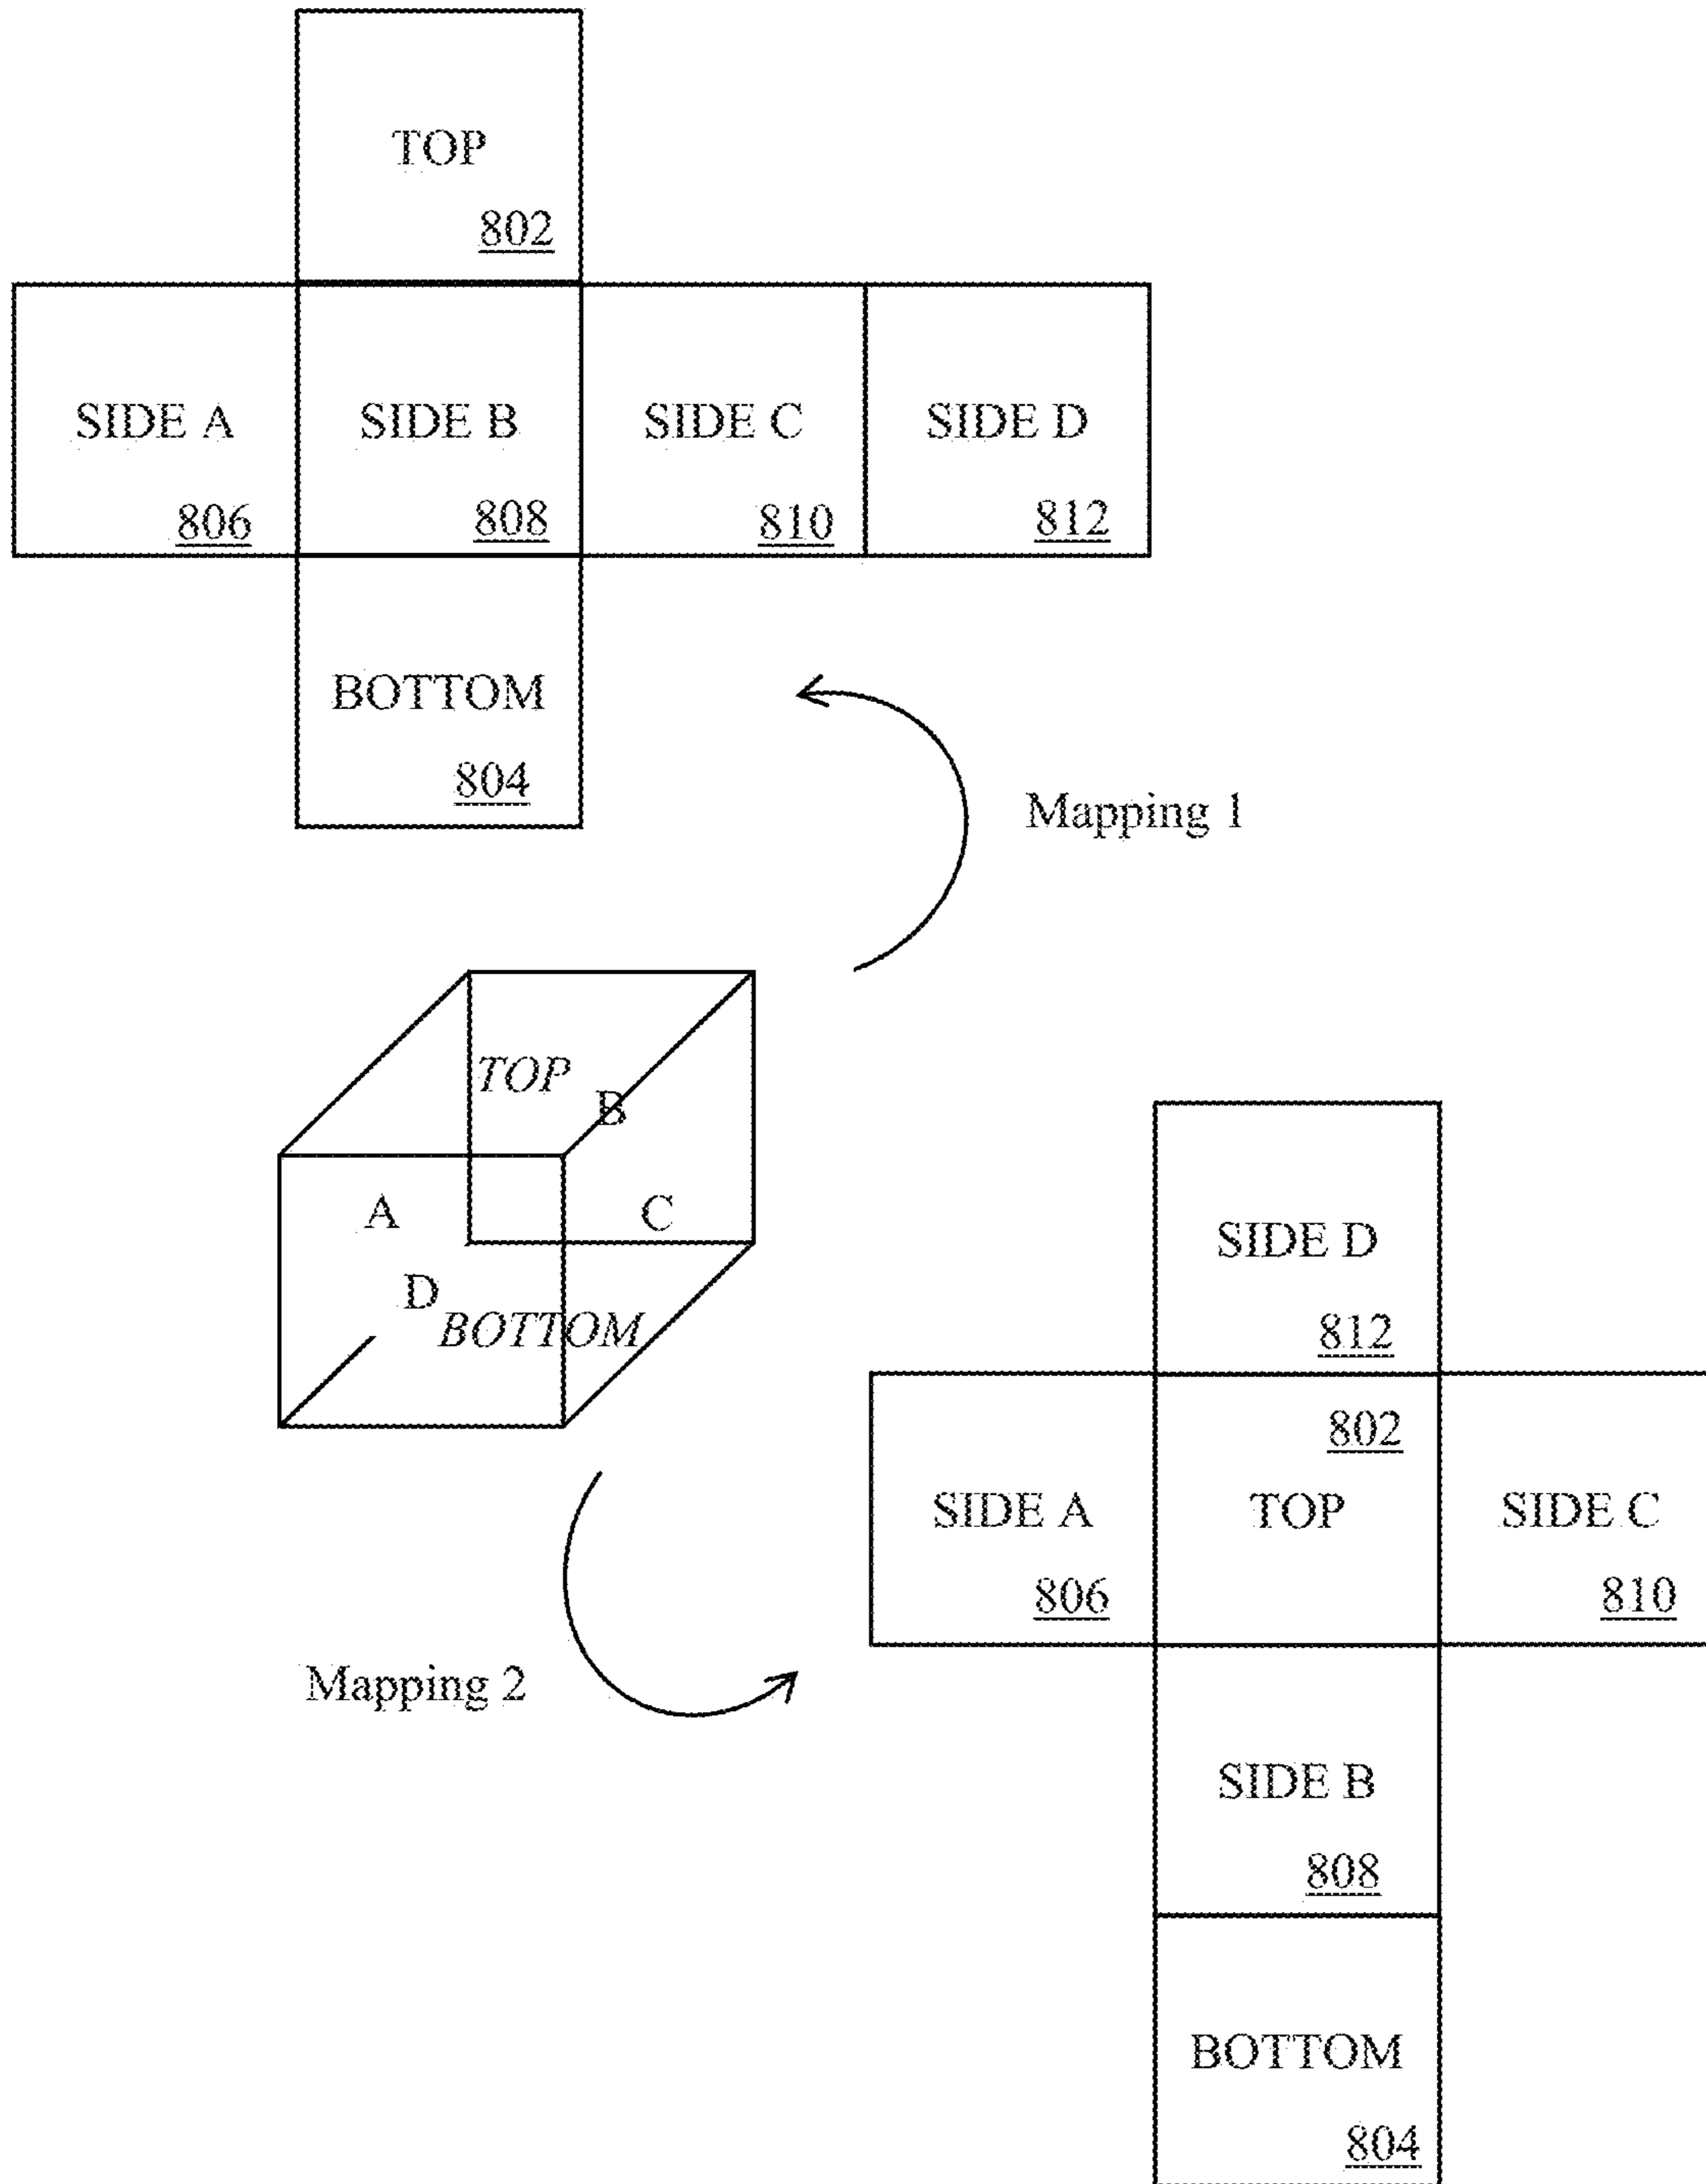 TOP
802
SIDE A
SIDE B
SIDE C
SIDE D
806
808
810
812
BOTTOM
804
Mapping 1
TOP
B
A
C
D
BOTTOM
SIDE D
812
802
SIDE A
TOP
SIDE C
806
810
Mapping 2
SIDE B
808
BOTTOM
804